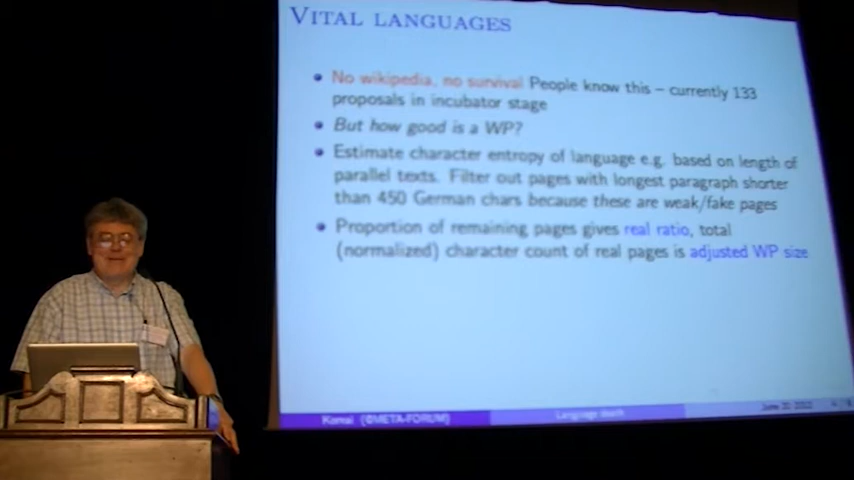 VITAL LANGUAGES
No wikipedia, no survival People know this – currently 133
proposals in incubator stage
But how good is a WP?
Estimate character entropy of language e.g. based on length of
parallel texts. Filter out pages with longest paragraph shorter
than 450 German chars because these are weak/fake pages
Proportion of remaining pages gives real ratio, total
(normalized) character count of real pages is adjusted WP size
Kornai (@META-FORUM)
Language death